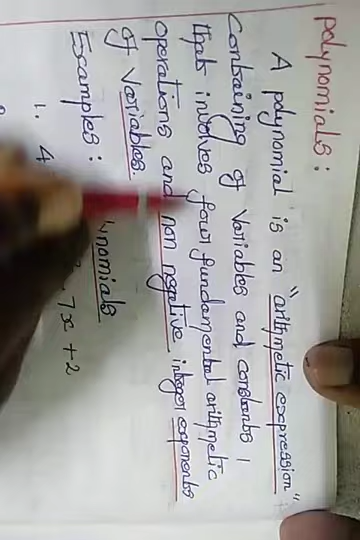 polynomials :
A polynomial is an "arithmetic expression"
Containing of variables and constants,
that involves four fundamental arithmetic
operations and non negative integer exponents
of variables
Examples : nomials
1. 4 7x + 2